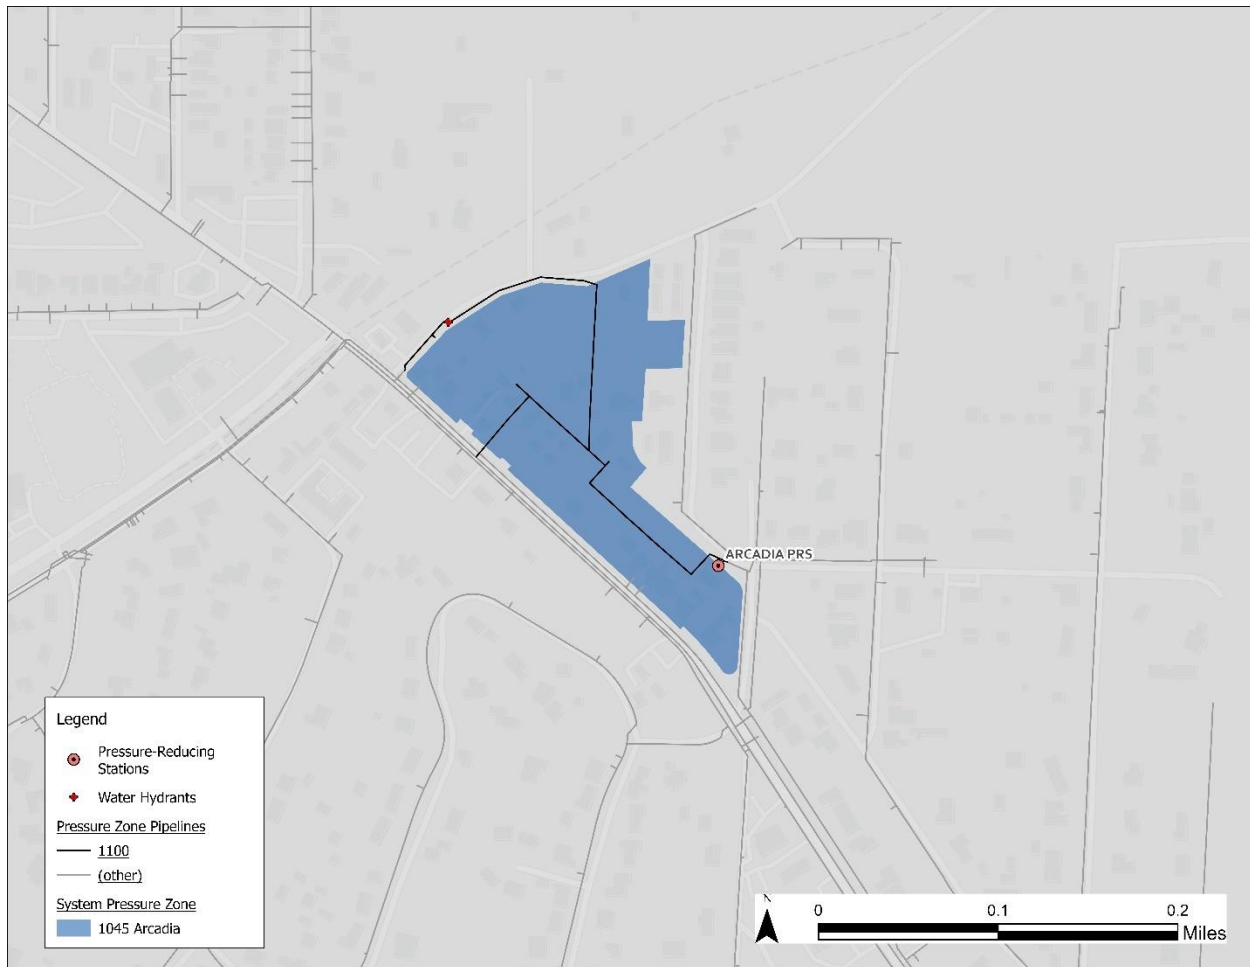 ARCADIA PRS
Legend
Pressure-Reducing
Stations
Water Hydrants
Pressure Zone Pipelines
1100
(other)
System Pressure Zone
1045 Arcadia
N
0 0.1 0.2
Miles